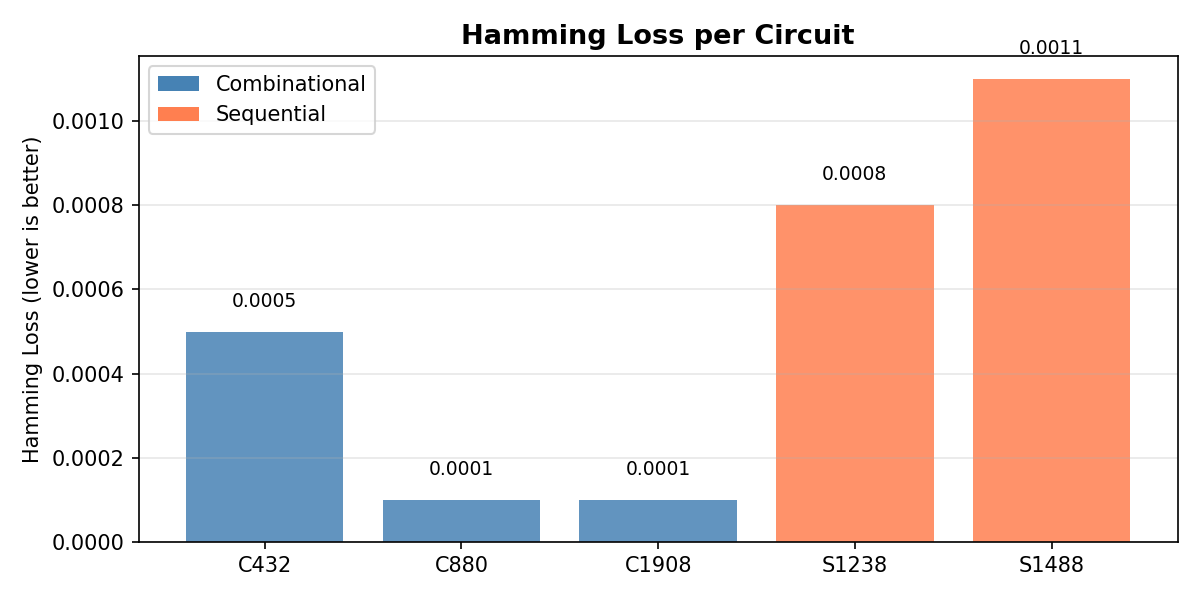 Hamming Loss per Circuit
Combinational
Sequential
Hamming Loss (lower is better)
0.0010
0.0008
0.0006
0.0004
0.0002
0.0000
0.0005
0.0001
0.0001
0.0008
0.0011
C432
C880
C1908
S1238
S1488